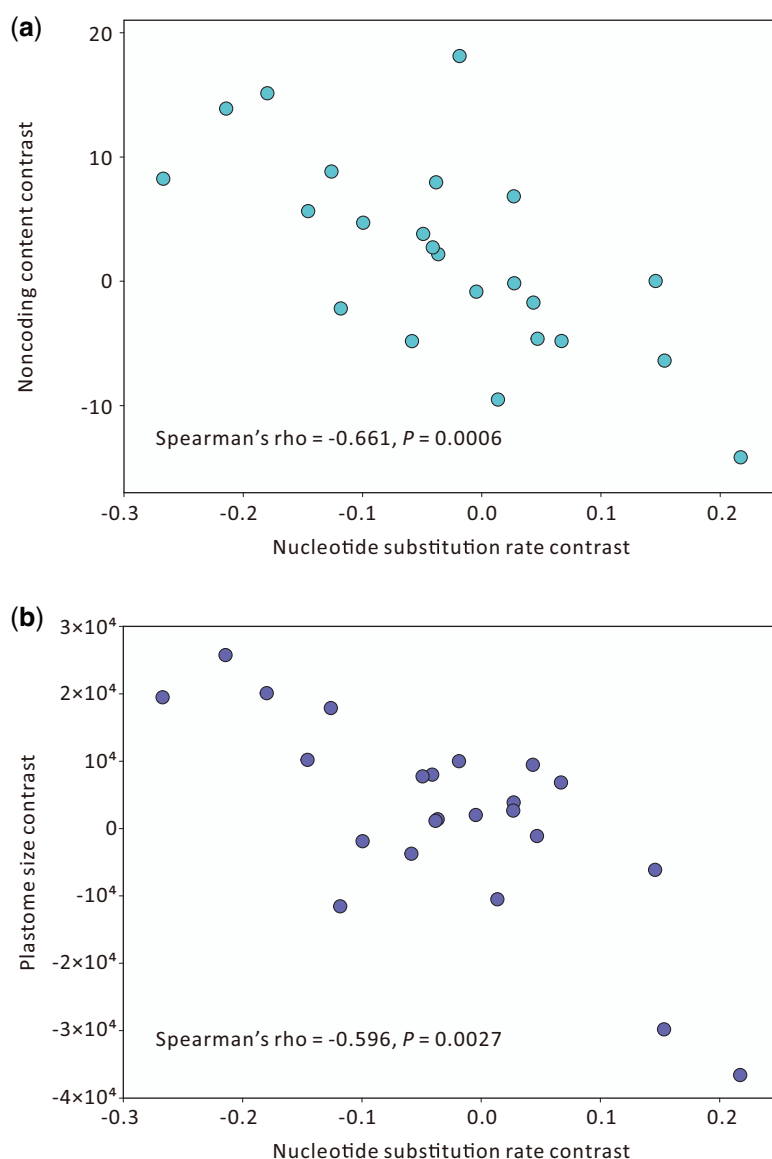 (a)
20
10
0
-10
Noncoding content contrast
Spearman's rho = -0.661, P = 0.0006
-0.3 -0.2 -0.1 0.0 0.1 0.2
Nucleotide substitution rate contrast
(b)
3×10⁴
2×10⁴
10⁴
0
-10⁴
-2×10⁴
-3×10⁴
-4×10⁴
Plastome size contrast
Spearman's rho = -0.596, P = 0.0027
-0.3 -0.2 -0.1 0.0 0.1 0.2
Nucleotide substitution rate contrast